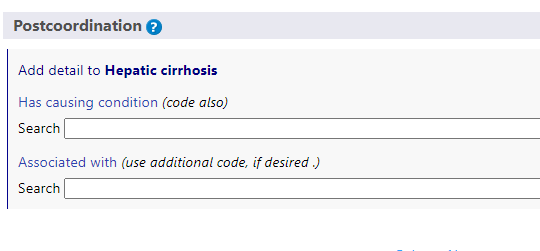 Postcoordination ?
Add detail to Hepatic cirrhosis
Has causing condition (code also)
Search
Associated with (use additional code, if desired .)
Search